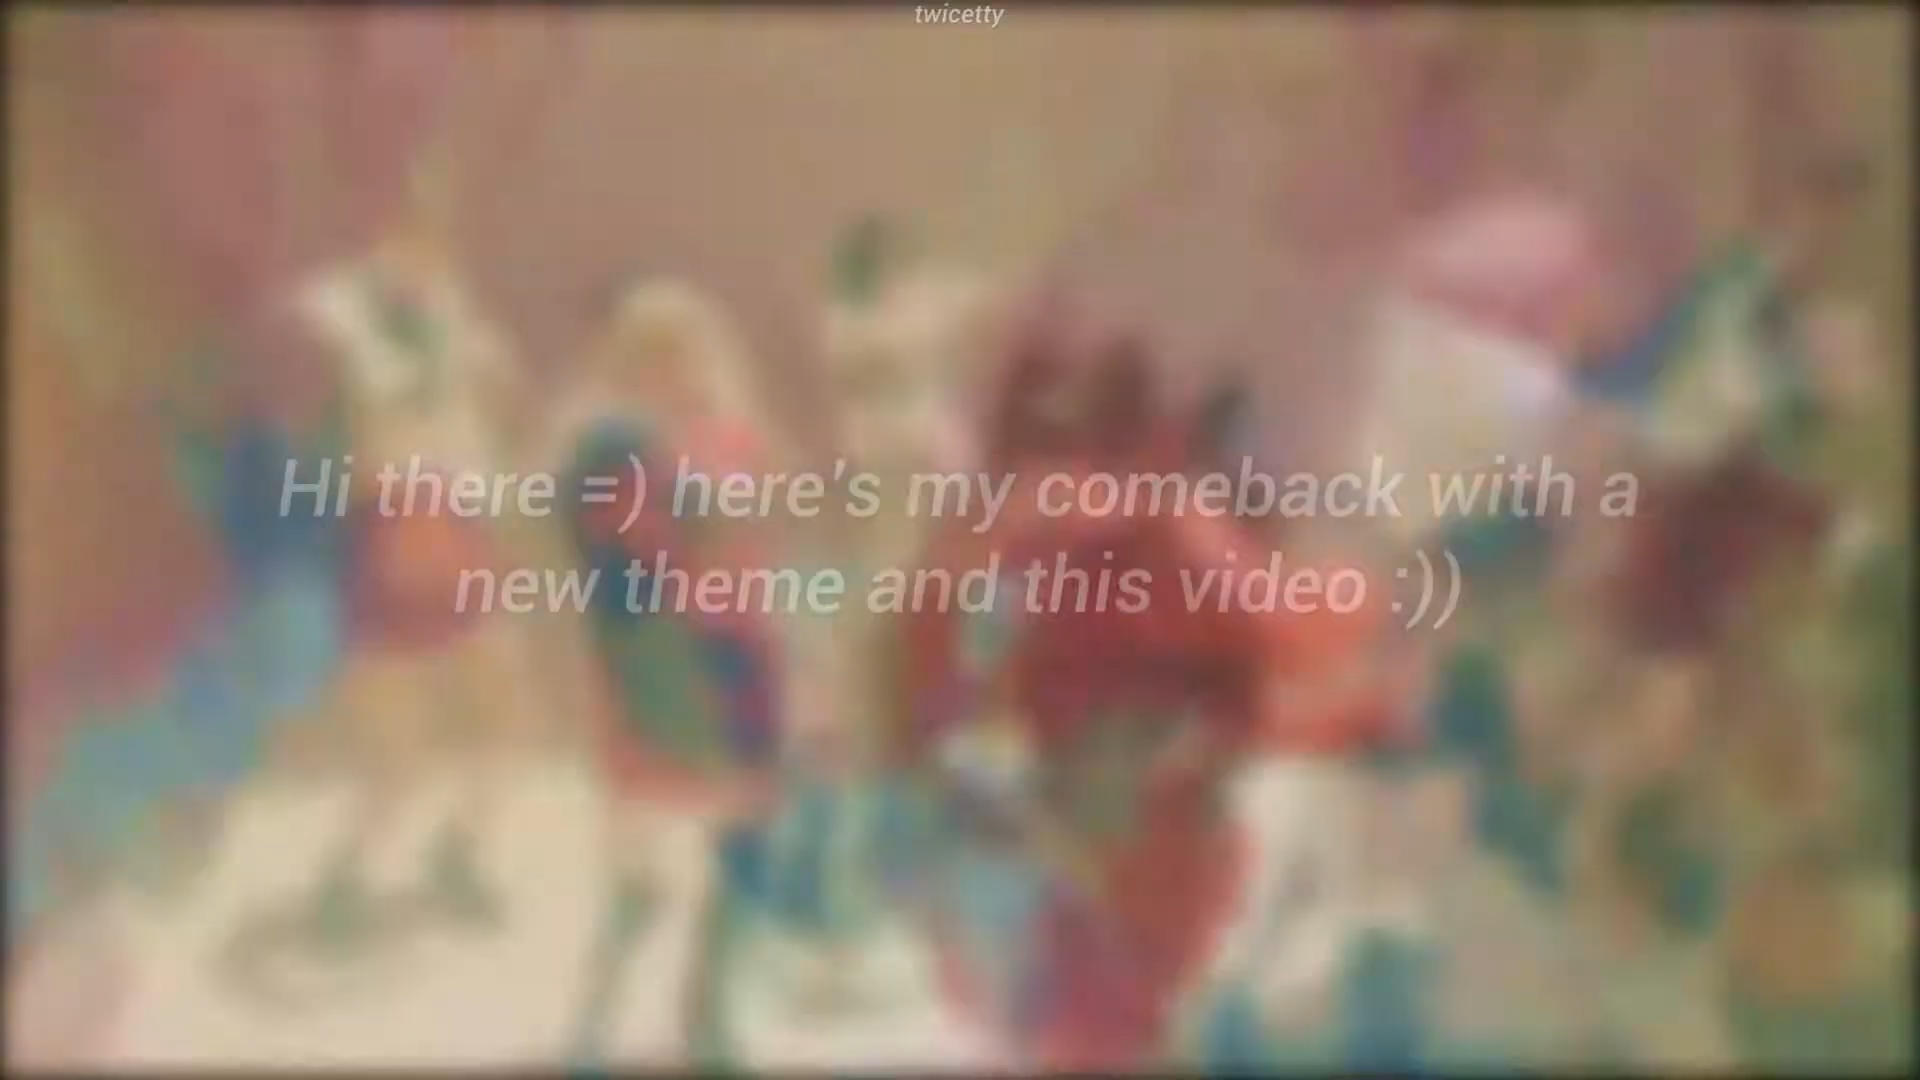 twicetty
Hi there =) here's my comeback with a
new theme and this video :))